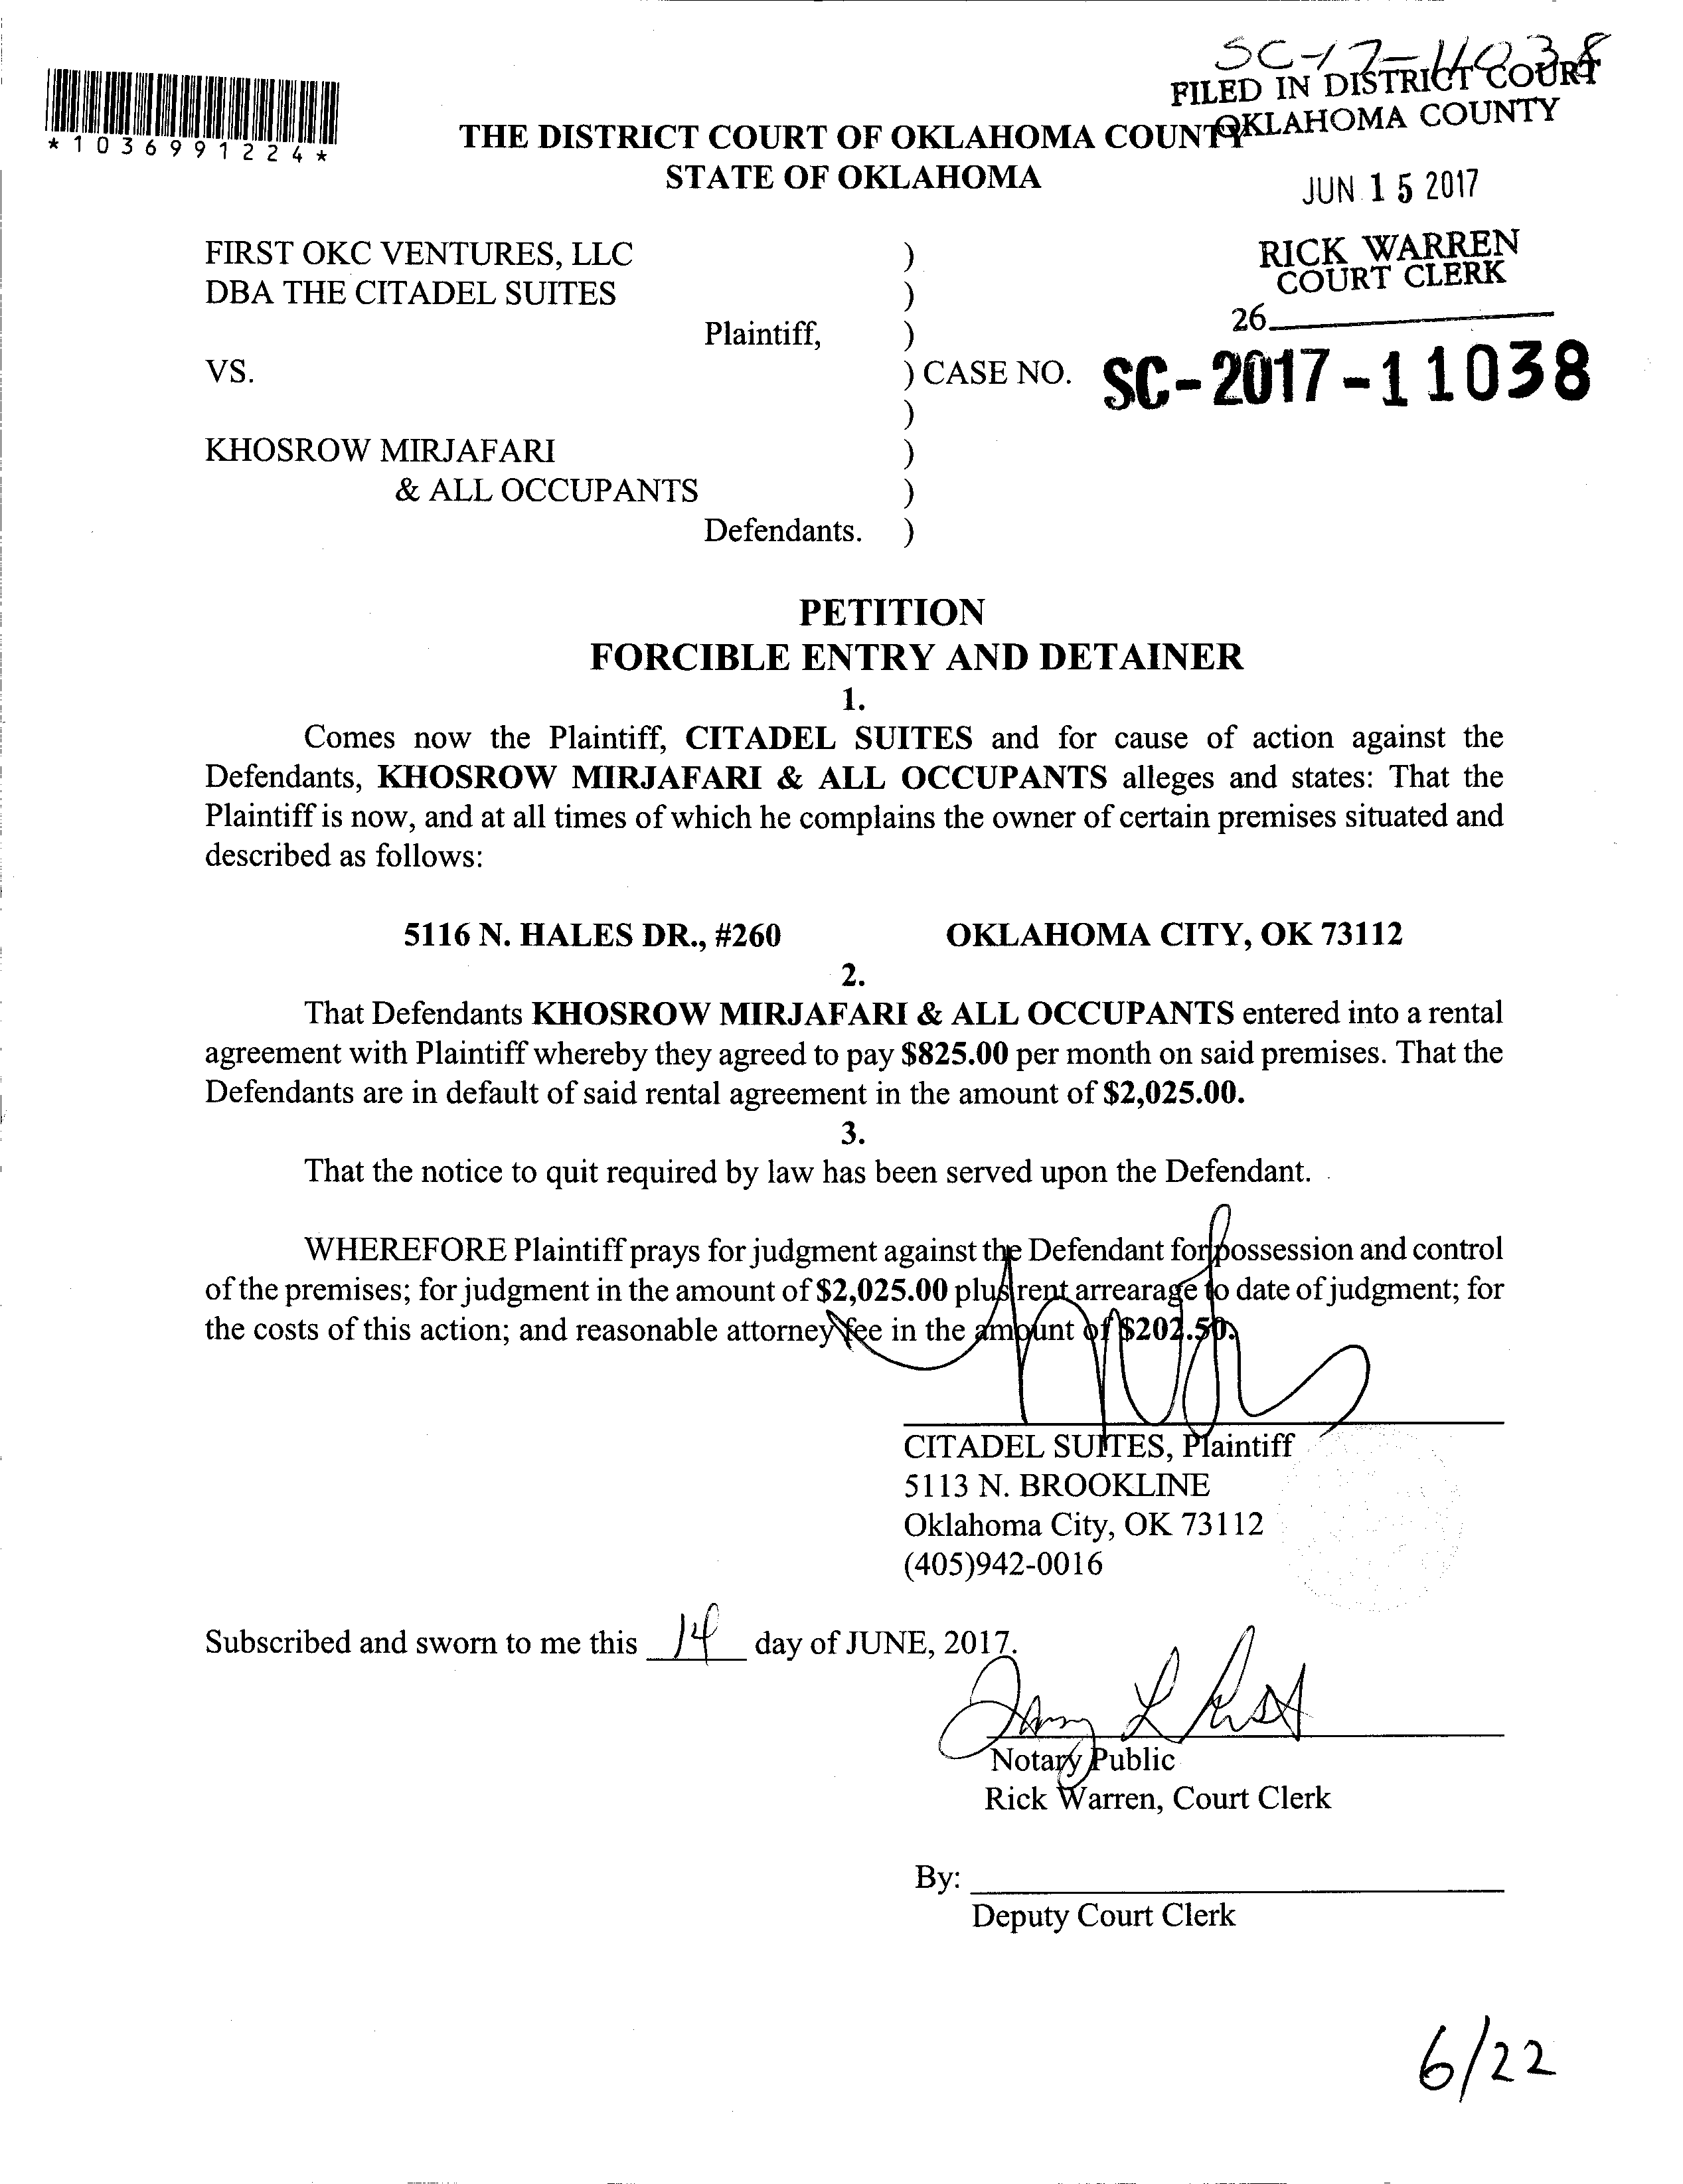 SC-17-11038
FILED IN DISTRICT COURT
OKLAHOMA COUNTY
*1036991224*
THE DISTRICT COURT OF OKLAHOMA COUNTY
STATE OF OKLAHOMA
JUN 15 2017
FIRST OKC VENTURES, LLC )
DBA THE CITADEL SUITES )
RICK WARREN
COURT CLERK
Plaintiff, )
26
VS. ) CASE NO. SC-2017-11038
)
KHOSROW MIRJAFARI )
& ALL OCCUPANTS )
Defendants. )
PETITION
FORCIBLE ENTRY AND DETAINER
1.
Comes now the Plaintiff, CITADEL SUITES and for cause of action against the
Defendants, KHOSROW MIRJAFARI & ALL OCCUPANTS alleges and states: That the
Plaintiff is now, and at all times of which he complains the owner of certain premises situated and
described as follows:
5116 N. HALES DR., #260 OKLAHOMA CITY, OK 73112
2.
That Defendants KHOSROW MIRJAFARI & ALL OCCUPANTS entered into a rental
agreement with Plaintiff whereby they agreed to pay $825.00 per month on said premises. That the
Defendants are in default of said rental agreement in the amount of $2,025.00.
3.
That the notice to quit required by law has been served upon the Defendant.
WHEREFORE Plaintiff prays for judgment against the Defendant for possession and control
of the premises; for judgment in the amount of $2,025.00 plus rent arrearage to date of judgment; for
the costs of this action; and reasonable attorney fee in the amount of $202.50.
CITADEL SUITES, Plaintiff
5113 N. BROOKLINE
Oklahoma City, OK 73112
(405)942-0016
Subscribed and sworn to me this 14 day of JUNE, 2017.
Notary Public
Rick Warren, Court Clerk
By:
Deputy Court Clerk
6/22